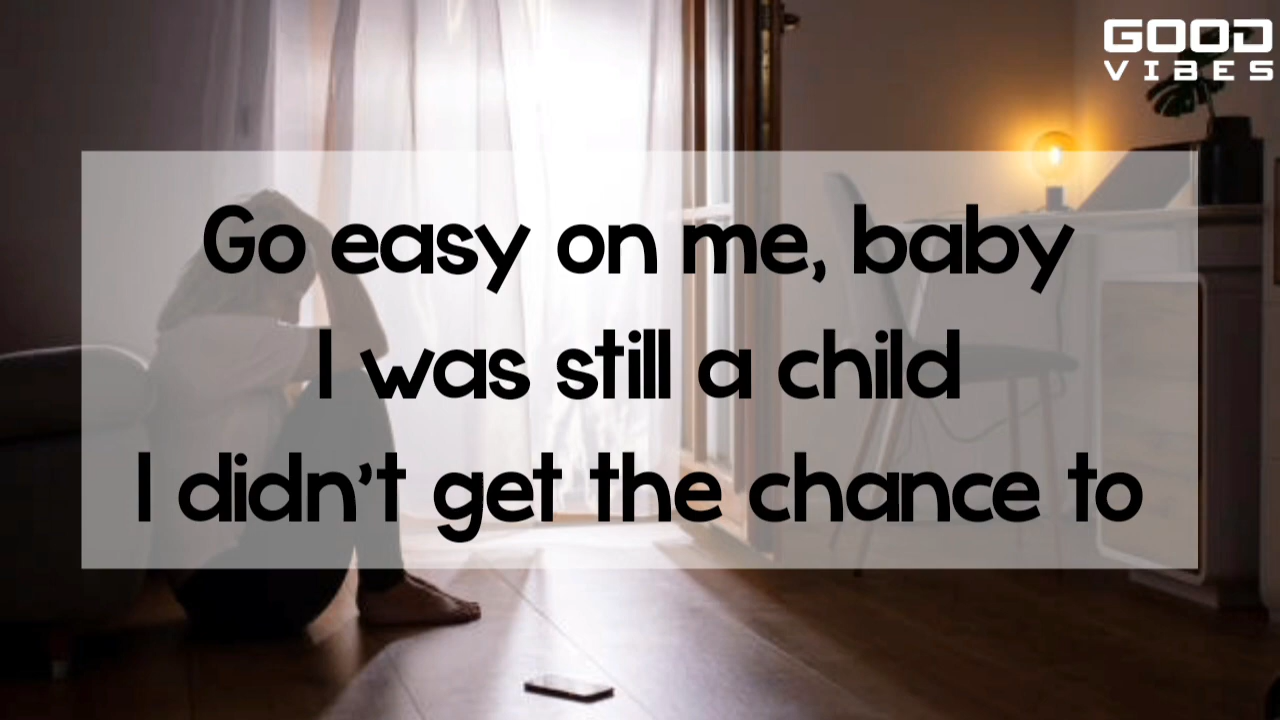 GOOD
VIBES
Go easy on me, baby
I was still a child
I didn't get the chance to